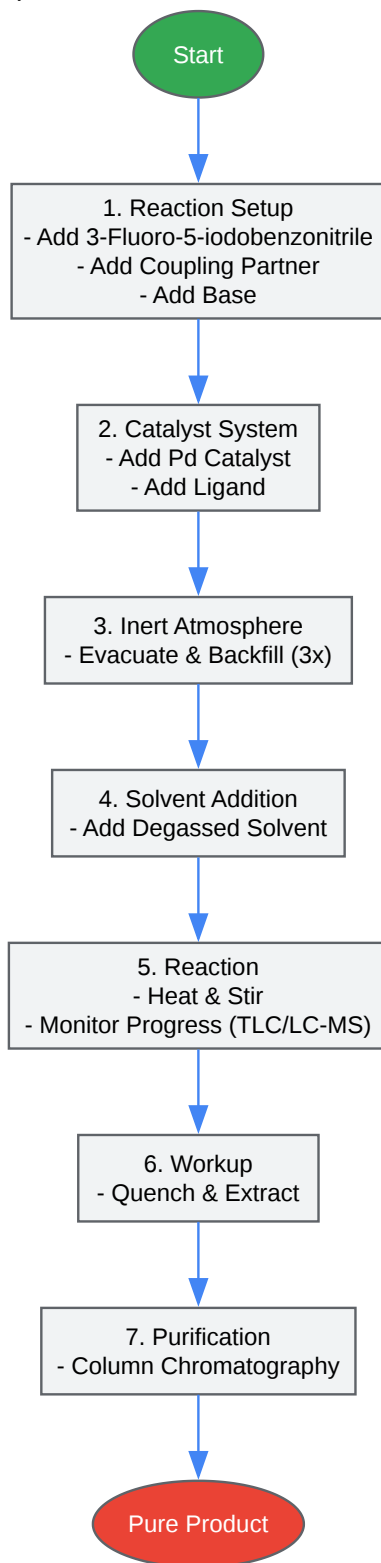 Start
1. Reaction Setup
- Add 3-Fluoro-5-iodobenzonitrile
- Add Coupling Partner
- Add Base
2. Catalyst System
- Add Pd Catalyst
- Add Ligand
3. Inert Atmosphere
- Evacuate & Backfill (3x)
4. Solvent Addition
- Add Degassed Solvent
5. Reaction
- Heat & Stir
- Monitor Progress (TLC/LC-MS)
6. Workup
- Quench & Extract
7. Purification
- Column Chromatography
Pure Product